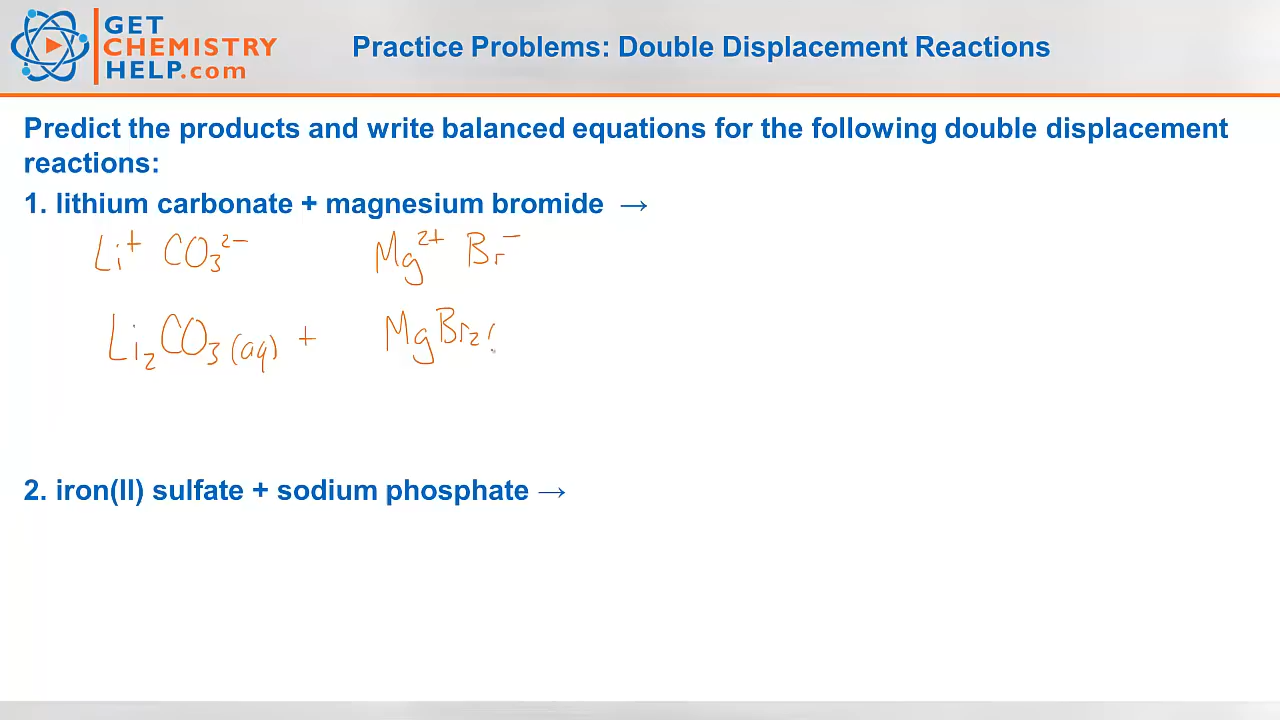 GET
CHEMISTRY
HELP.com
Practice Problems: Double Displacement Reactions
Predict the products and write balanced equations for the following double displacement
reactions:
1. lithium carbonate + magnesium bromide →
Li⁺ CO₃²⁻ Mg²⁺ Br⁻
Li₂CO₃(aq) + MgBr₂(
2. iron(II) sulfate + sodium phosphate →